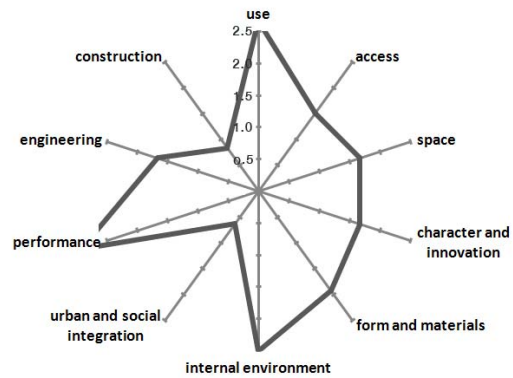 use
2.5
construction
access
2.0
1.5
engineering
1.0
space
0.5
performance
character and
innovation
urban and social
integration
form and materials
internal environment